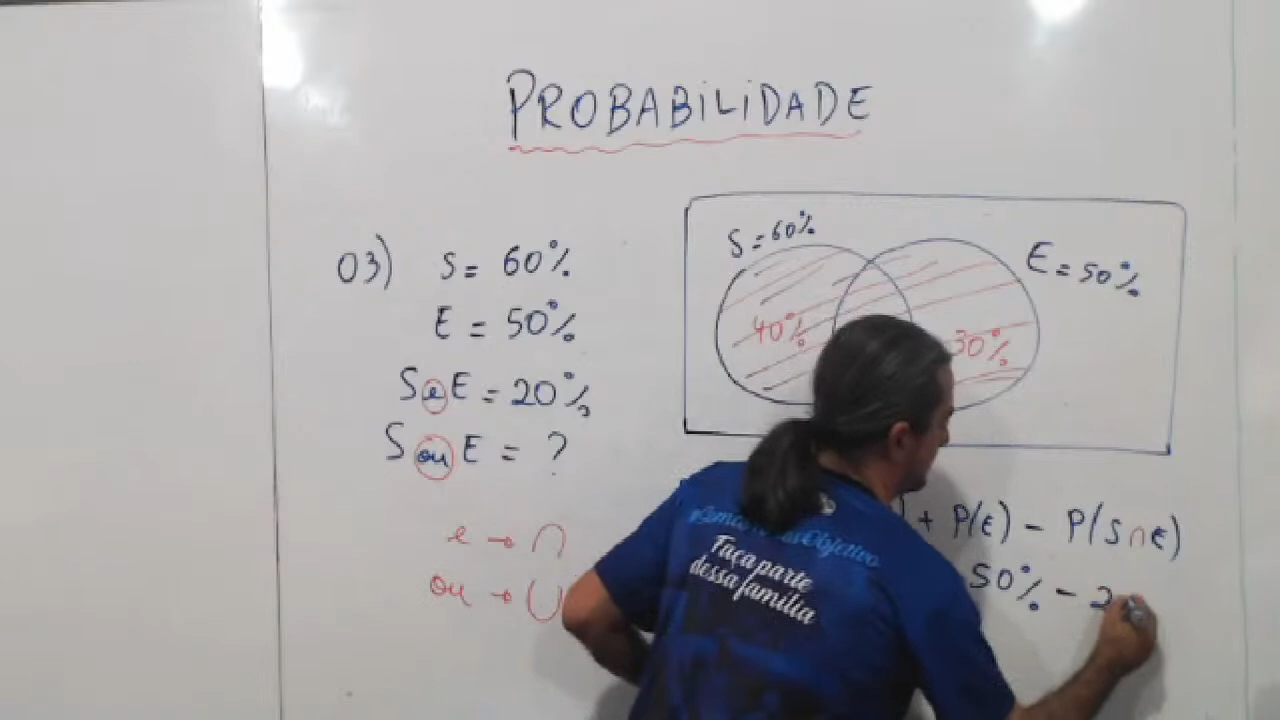 PROBABILIDADE
03) S = 60%
E = 50%
S e E = 20%
S ou E = ?
e → ∩
ou → ∪
S = 60%
E = 50%
40%
30%
+ P(E) - P(S∩E)
50% - 2
Faça parte
dessa família